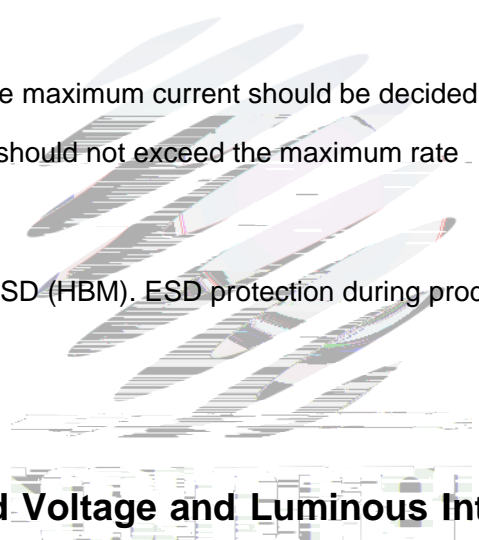 e maximum current should be decided
should not exceed the maximum rate
SD (HBM). ESD protection during prod
d Voltage and Luminous Int